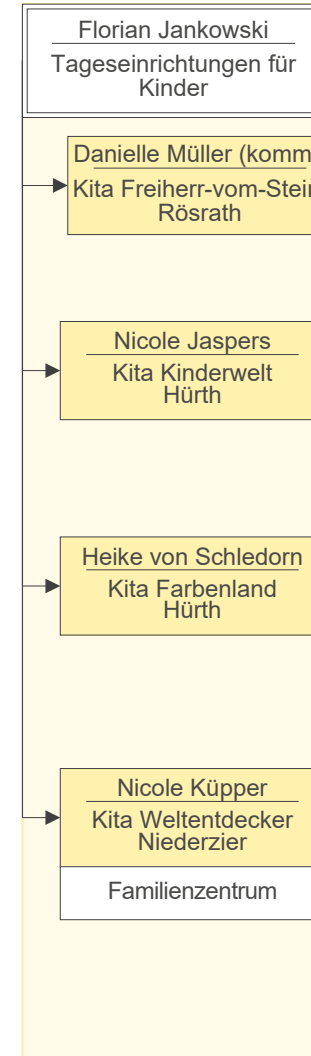 Florian Jankowski
Tageseinrichtungen für
Kinder
Danielle Müller (komm
Kita Freiherr-vom-Stein
Rösrath
Nicole Jaspers
Kita Kinderwelt
Hürth
Heike von Schledorn
Kita Farbenland
Hürth
Nicole Küpper
Kita Weltentdecker
Niederzier
Familienzentrum